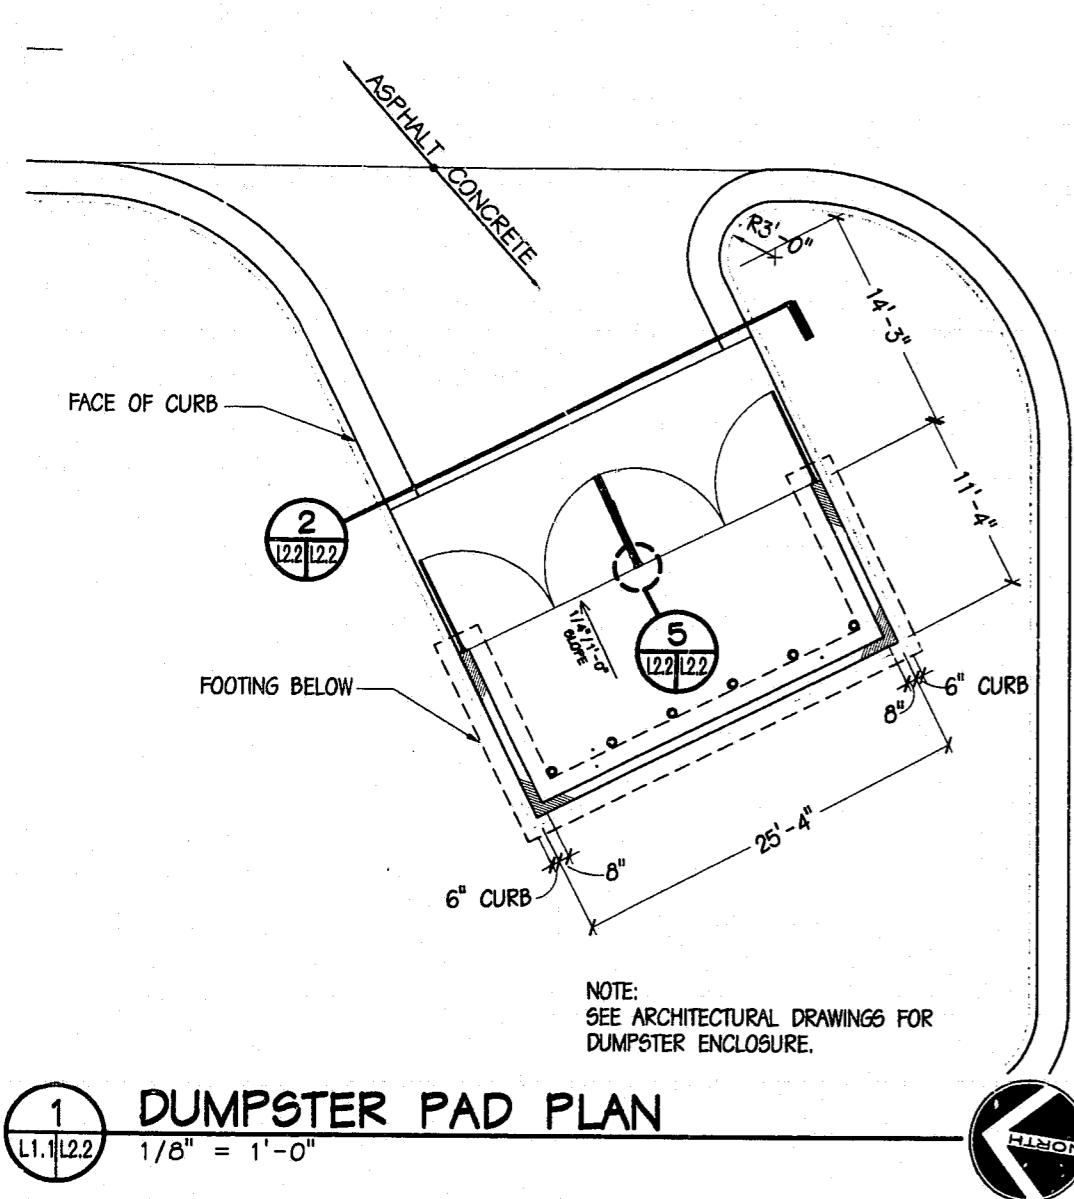 ASPHALT CONCRETE
R3'-0"
14'-3"
FACE OF CURB
11'-4"
2
L2.2 L2.2
1/4"/1'-0"
SLOPE
5
L2.2 L2.2
FOOTING BELOW
6" CURB
8"
25'-4"
8"
6" CURB
NOTE:
SEE ARCHITECTURAL DRAWINGS FOR
DUMPSTER ENCLOSURE.
1
L1.1 L2.2
DUMPSTER PAD PLAN
1/8" = 1'-0"
NORTH